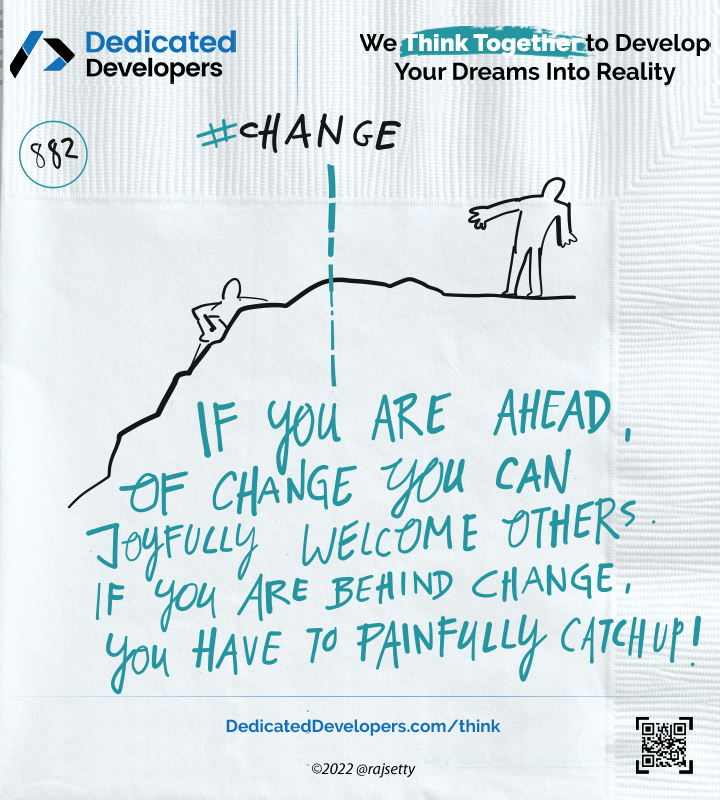 Dedicated
Developers
We Think Together to Develop
Your Dreams Into Reality
882
#CHANGE
IF YOU ARE AHEAD,
OF CHANGE YOU CAN
JOYFULLY WELCOME OTHERS.
IF YOU ARE BEHIND CHANGE,
YOU HAVE TO PAINFULLY CATCH UP!
DedicatedDevelopers.com/think
©2022 @rajsetty